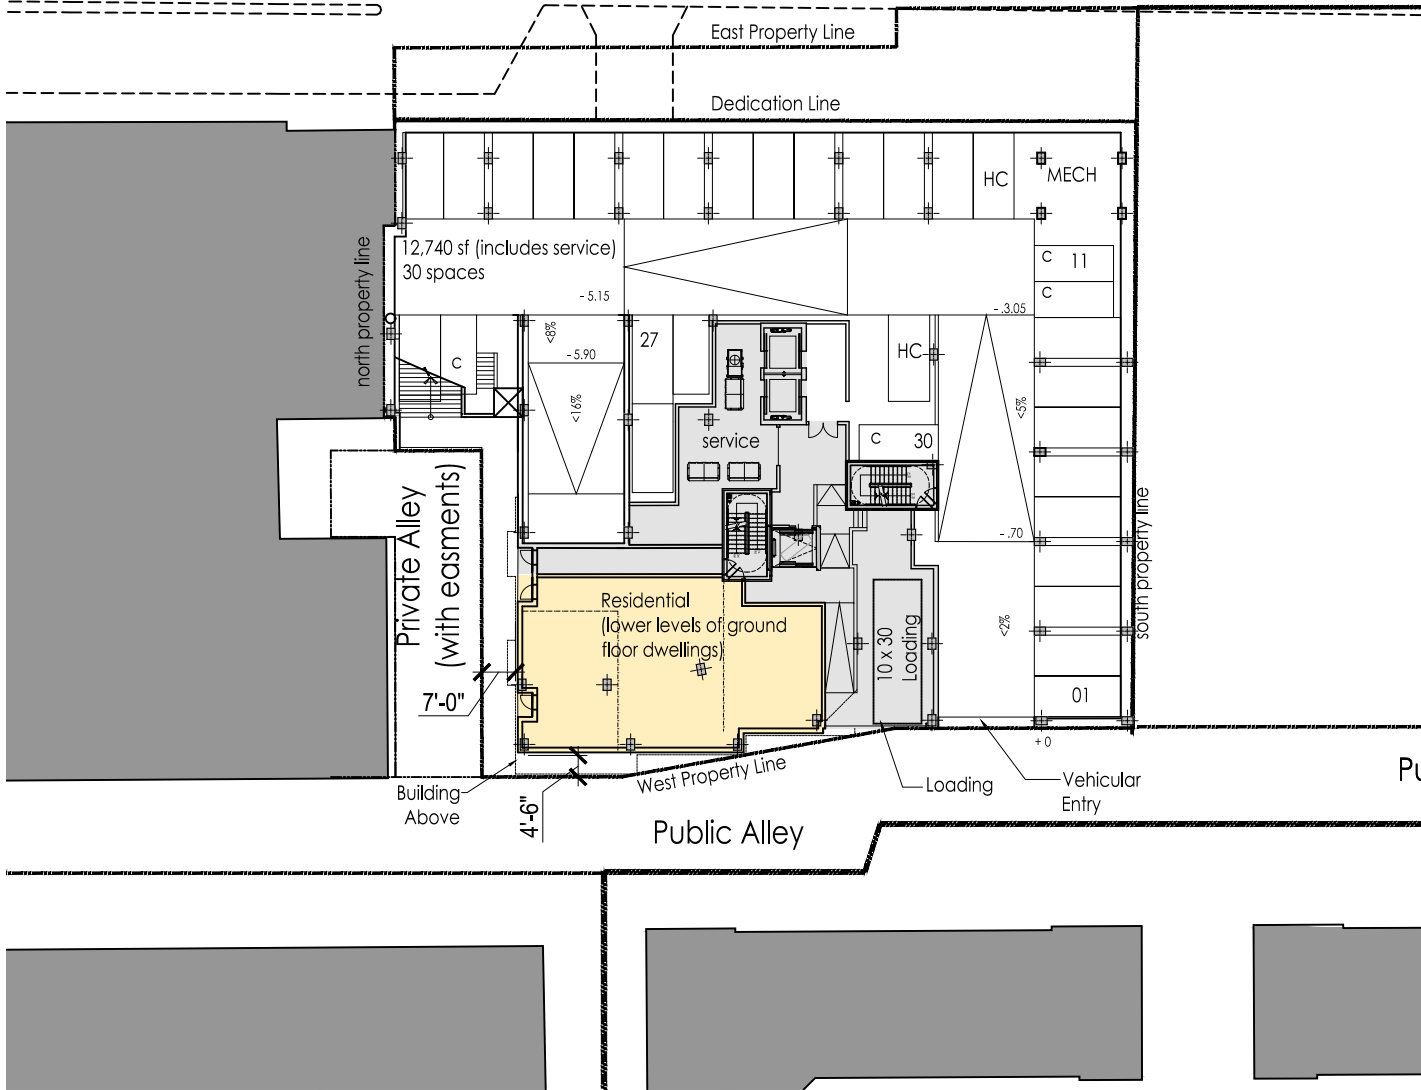 East Property Line
Dedication Line
HC
MECH
12,740 sf (includes service)
30 spaces
C 11
C
- 5.15
- .3.05
north property line
<8%
- 5.90
27
HC
C
<16%
<5%
service
C 30
Private Alley
(with easments)
south property line
- .70
Residential
(lower levels of ground
floor dwellings)
10 x 30
Loading
<2%
7'-0"
01
+ 0
West Property Line
Building
Above
4'-6"
Loading
Vehicular
Entry
Pu
Public Alley